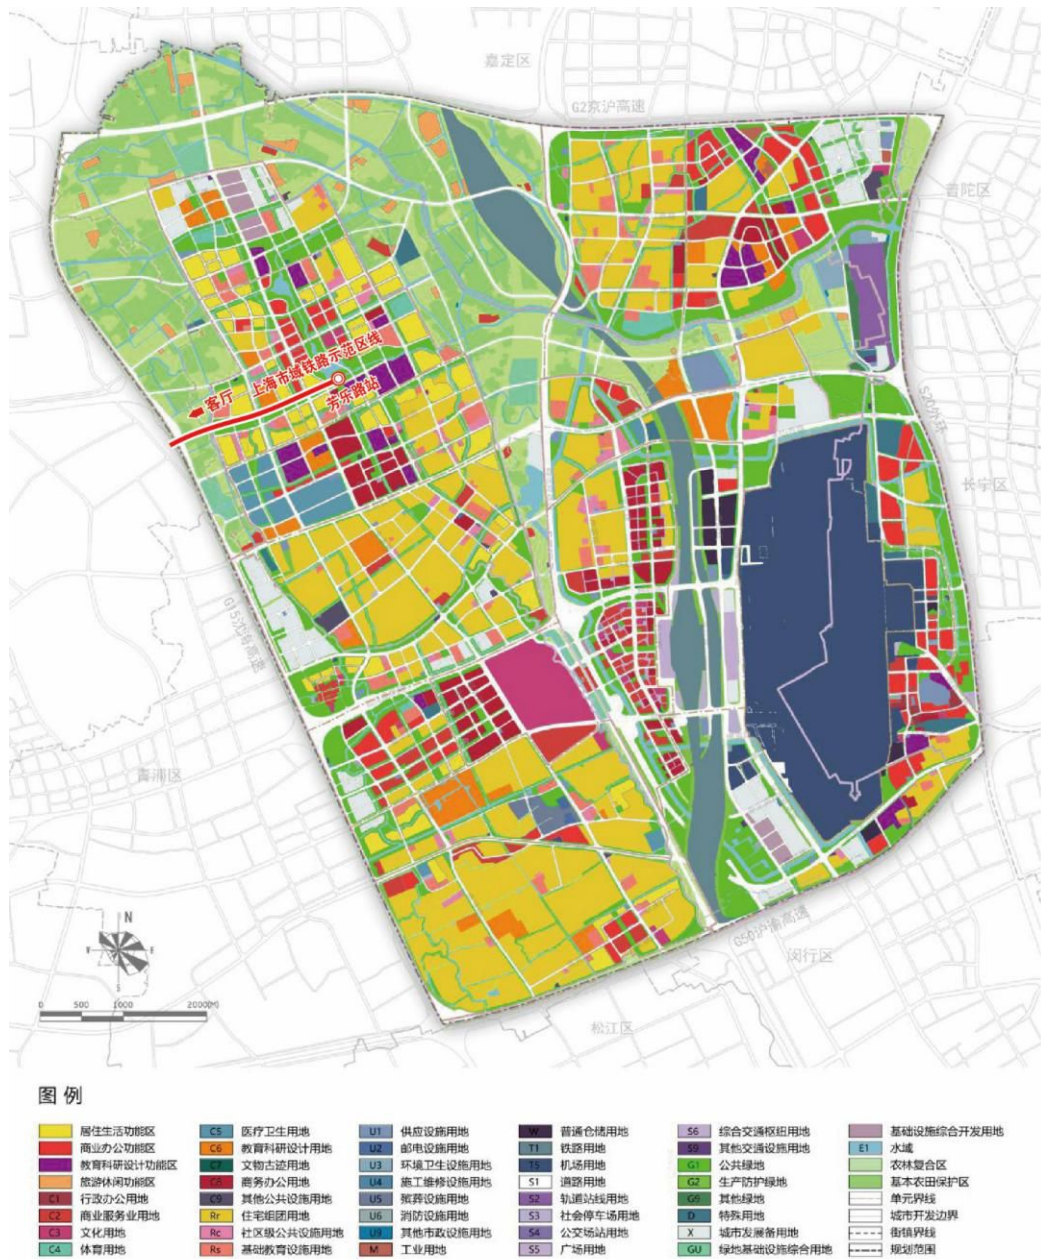 嘉定区
G2京沪高速
普陀区
上海市域铁路示范区线
客厅
芳乐路站
S20外环
长宁区
G15沈海高速
青浦区
G50沪渝高速
闵行区
松江区
N
S
0 500 1000 2000(M)
图 例
居住生活功能区
商业办公功能区
教育科研设计功能区
旅游休闲功能区
C1 行政办公用地
C2 商业服务业用地
C3 文化用地
C4 体育用地
C5 医疗卫生用地
C6 教育科研设计用地
C7 文物古迹用地
C8 商务办公用地
C9 其他公共设施用地
Rr 住宅组团用地
Rc 社区级公共设施用地
Rs 基础教育设施用地
U1 供应设施用地
U2 邮电设施用地
U3 环境卫生设施用地
U4 施工维修设施用地
U5 殡葬设施用地
U6 消防设施用地
U9 其他市政设施用地
M 工业用地
W 普通仓储用地
T1 铁路用地
T5 机场用地
S1 道路用地
S2 轨道站线用地
S3 社会停车场用地
S4 公交场站用地
S5 广场用地
S6 综合交通枢纽用地
S9 其他交通设施用地
G1 公共绿地
G2 生产防护绿地
G9 其他绿地
D 特殊用地
X 城市发展备用地
GU 绿地基础设施综合用地
基础设施综合开发用地
E1 水域
农林复合区
基本农田保护区
单元界线
城市开发边界
街镇界线
规划范围